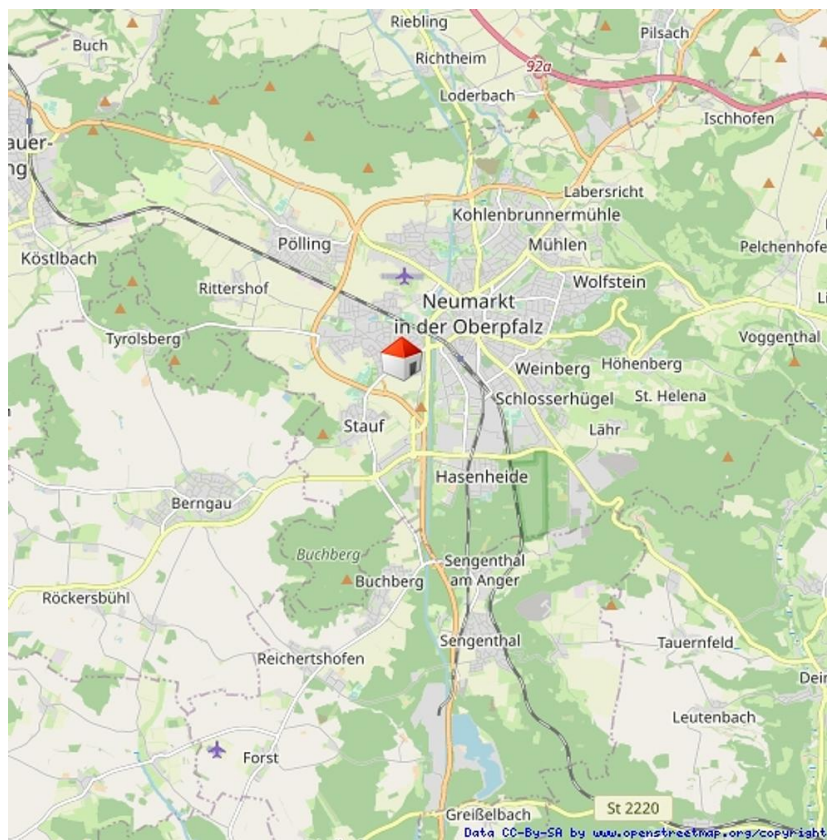 Riebling
Pilsach
Buch
Richtheim
92a
Loderbach
Ischhofen
auer-
ng
Labersricht
Kohlenbrunnermühle
Pölling
Mühlen
Pelchenhofe
Köstlbach
Rittershof
Wolfstein
Neumarkt
in der Oberpfalz
Li
Tyrolsberg
Voggenthal
Höhenberg
Weinberg
Schlosserhügel
St. Helena
Stauf
Lähr
Hasenheide
Berngau
Buchberg
Sengenthal
am Anger
Buchberg
Röckersbühl
Sengenthal
Tauernfeld
Reichertshofen
Dein
Leutenbach
Forst
Greißelbach
St 2220
Data CC-By-SA by www.openstreetmap.org/copyright